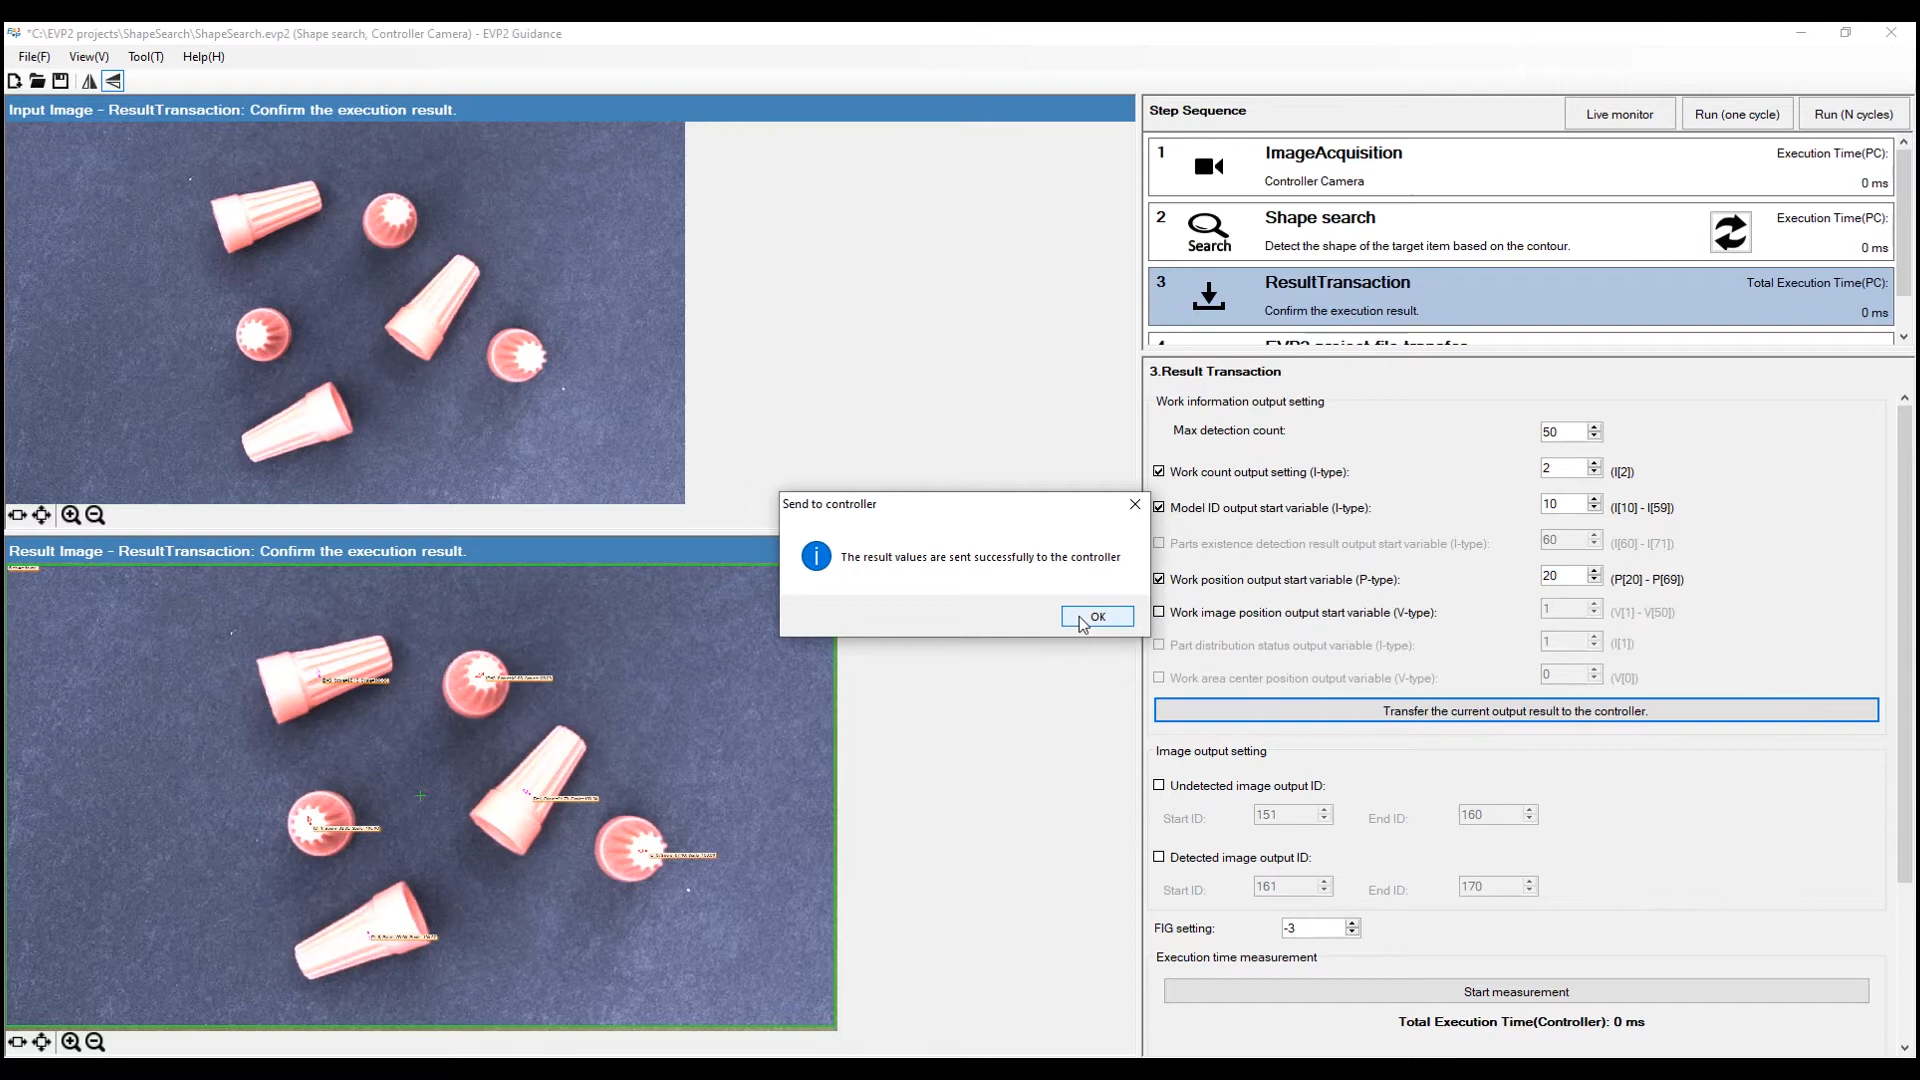 *C:\EVP2 projects\ShapeSearch\ShapeSearch.evp2 (Shape search, Controller Camera) - EVP2 Guidance
File(F) View(V) Tool(T) Help(H)
Input Image - ResultTransaction: Confirm the execution result.
Result Image - ResultTransaction: Confirm the execution result.
Step Sequence
Live monitor
Run (one cycle)
Run (N cycles)
1 ImageAcquisition
Controller Camera
Execution Time(PC):
0 ms
2 Shape search
Search
Detect the shape of the target item based on the contour.
Execution Time(PC):
0 ms
3 ResultTransaction
Confirm the execution result.
Total Execution Time(PC):
0 ms
4 EVP2 project file transfer
3.Result Transaction
Work information output setting
Max detection count: 50
Work count output setting (I-type): 2 (I[2])
Model ID output start variable (I-type): 10 (I[10] - I[59])
Parts existence detection result output start variable (I-type): 60 (I[60] - I[71])
Work position output start variable (P-type): 20 (P[20] - P[69])
Work image position output start variable (V-type): 1 (V[1] - V[50])
Part distribution status output variable (I-type): 1 (I[1])
Work area center position output variable (V-type): 0 (V[0])
Transfer the current output result to the controller.
Image output setting
Undetected image output ID:
Start ID: 151 End ID: 160
Detected image output ID:
Start ID: 161 End ID: 170
FIG setting: -3
Execution time measurement
Start measurement
Total Execution Time(Controller): 0 ms
Send to controller
The result values are sent successfully to the controller
OK